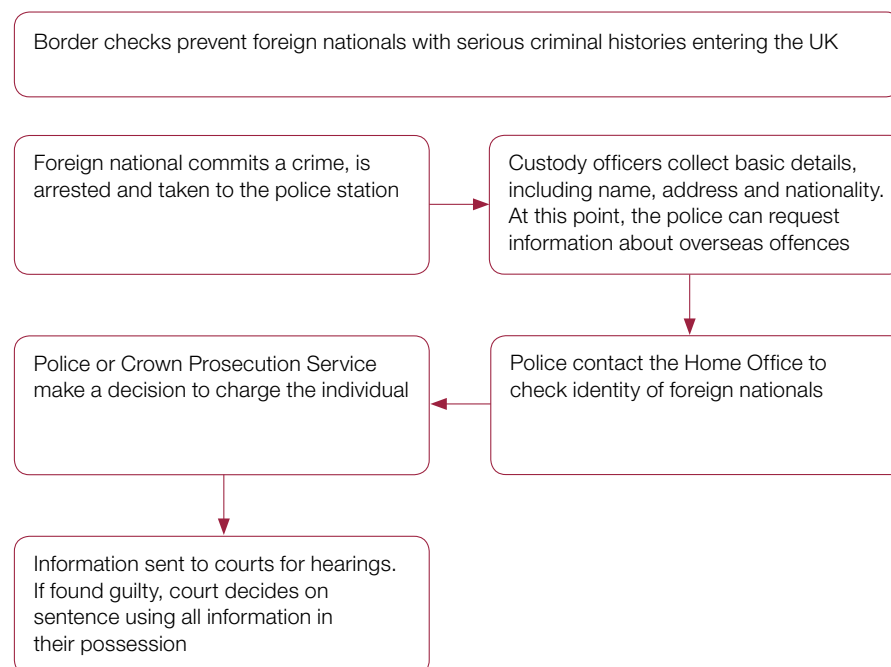 Border checks prevent foreign nationals with serious criminal histories entering the UK
Foreign national commits a crime, is
arrested and taken to the police station
Custody officers collect basic details,
including name, address and nationality.
At this point, the police can request
information about overseas offences
Police contact the Home Office to
check identity of foreign nationals
Police or Crown Prosecution Service
make a decision to charge the individual
Information sent to courts for hearings.
If found guilty, court decides on
sentence using all information in
their possession